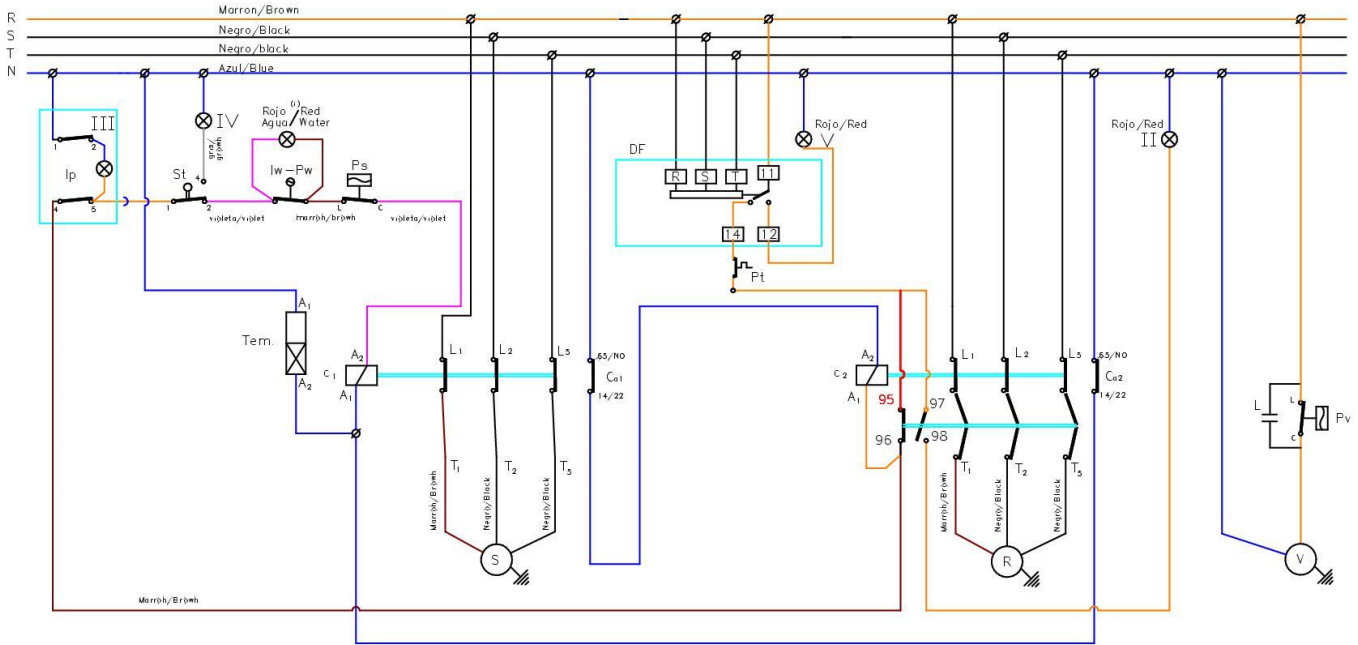 R Marron/Brown
S Negro/Black
T Negro/black
N Azul/Blue
III
1 2
Ip
4 5
IV
gris/
St
4
1 2
violeta/violet
Rojo (1) Red
Agua / Water
Iw-Pw
marron/brown
Ps
L C
violeta/violet
DF
R S T 11
14 12
Pt
Rojo/Red
V
Rojo/Red
II
A1
Tem.
A2
A2
C1
A1
L1 L2 L3
63/NO
Ca1
14/22
A2
C2
A1
95 97
96 98
L1 L2 L3
63/NO
Ca2
14/22
L
L
C
Pv
T1 T2 T3
Marron/Brown
Negro/Black
Negro/Black
S
T1 T2 T3
Marron/Brown
Negro/Black
Negro/Black
R
V
Marron/Brown